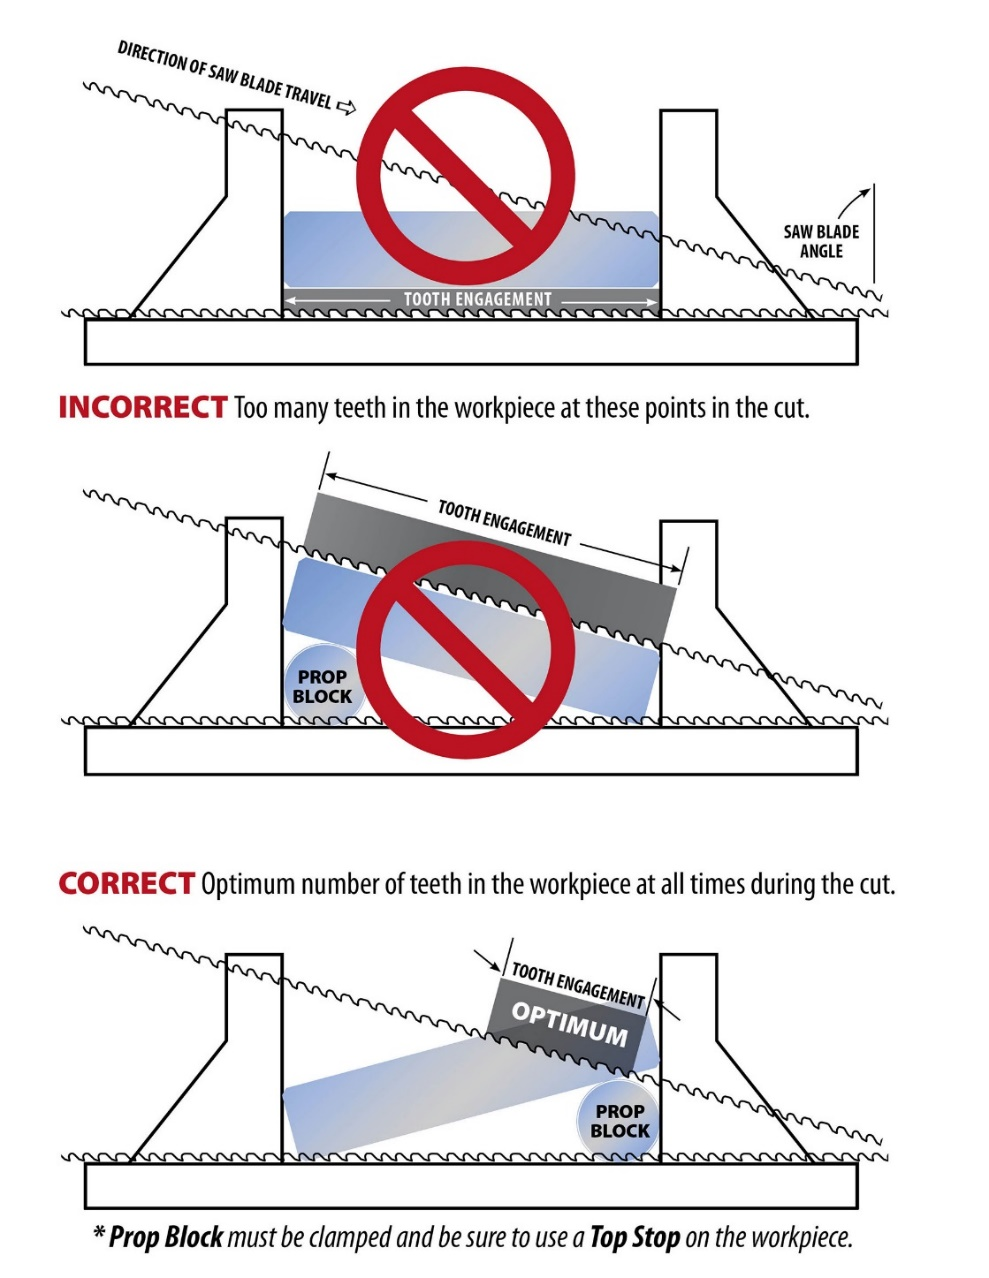 DIRECTION OF SAW BLADE TRAVEL
SAW BLADE
ANGLE
TOOTH ENGAGEMENT
INCORRECT Too many teeth in the workpiece at these points in the cut.
TOOTH ENGAGEMENT
PROP
BLOCK
CORRECT Optimum number of teeth in the workpiece at all times during the cut.
TOOTH ENGAGEMENT
OPTIMUM
PROP
BLOCK
* Prop Block must be clamped and be sure to use a Top Stop on the workpiece.